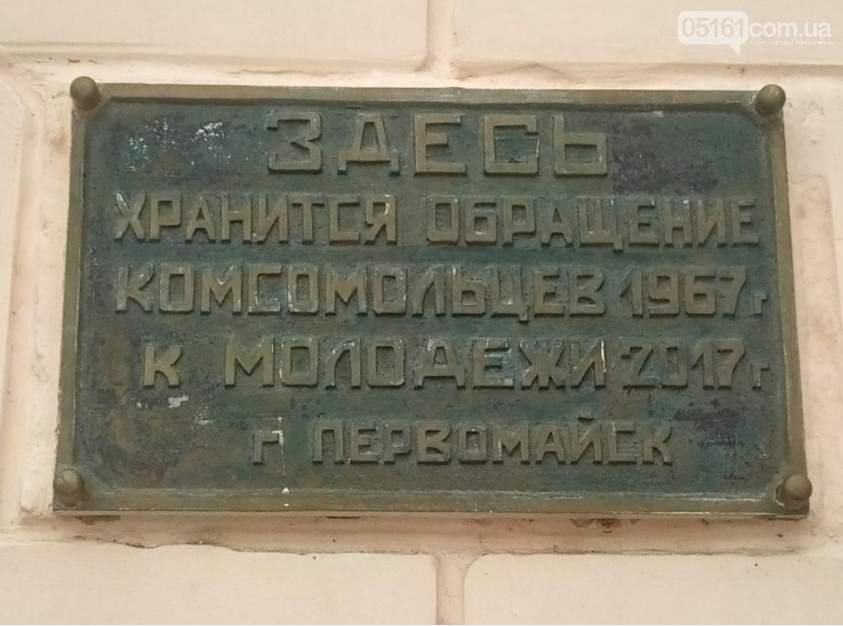 05161.com.ua
ЗДЕСЬ
ХРАНИТСЯ ОБРАЩЕНИЕ
КОМСОМОЛЬЦЕВ 1967 г
К МОЛОДЕЖИ 2017 г
г ПЕРВОМАЙСК